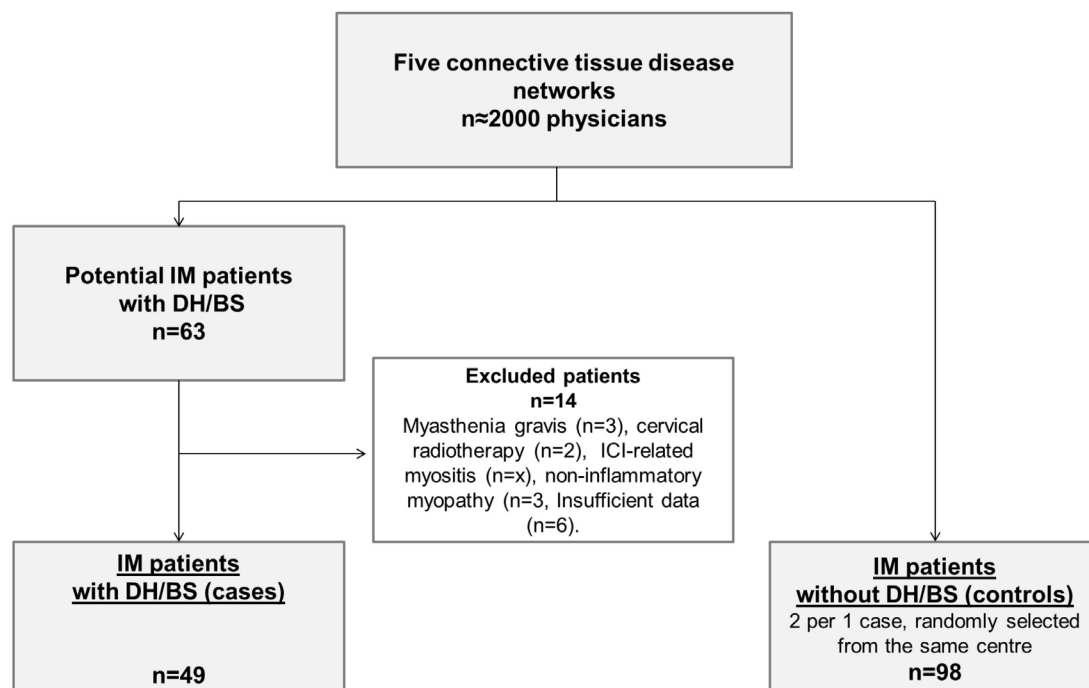 Five connective tissue disease
networks
n≈2000 physicians
Potential IM patients
with DH/BS
n=63
Excluded patients
n=14
Myasthenia gravis (n=3), cervical
radiotherapy (n=2), ICI-related
myositis (n=x), non-inflammatory
myopathy (n=3, Insufficient data
(n=6).
IM patients
with DH/BS (cases)
n=49
IM patients
without DH/BS (controls)
2 per 1 case, randomly selected
from the same centre
n=98